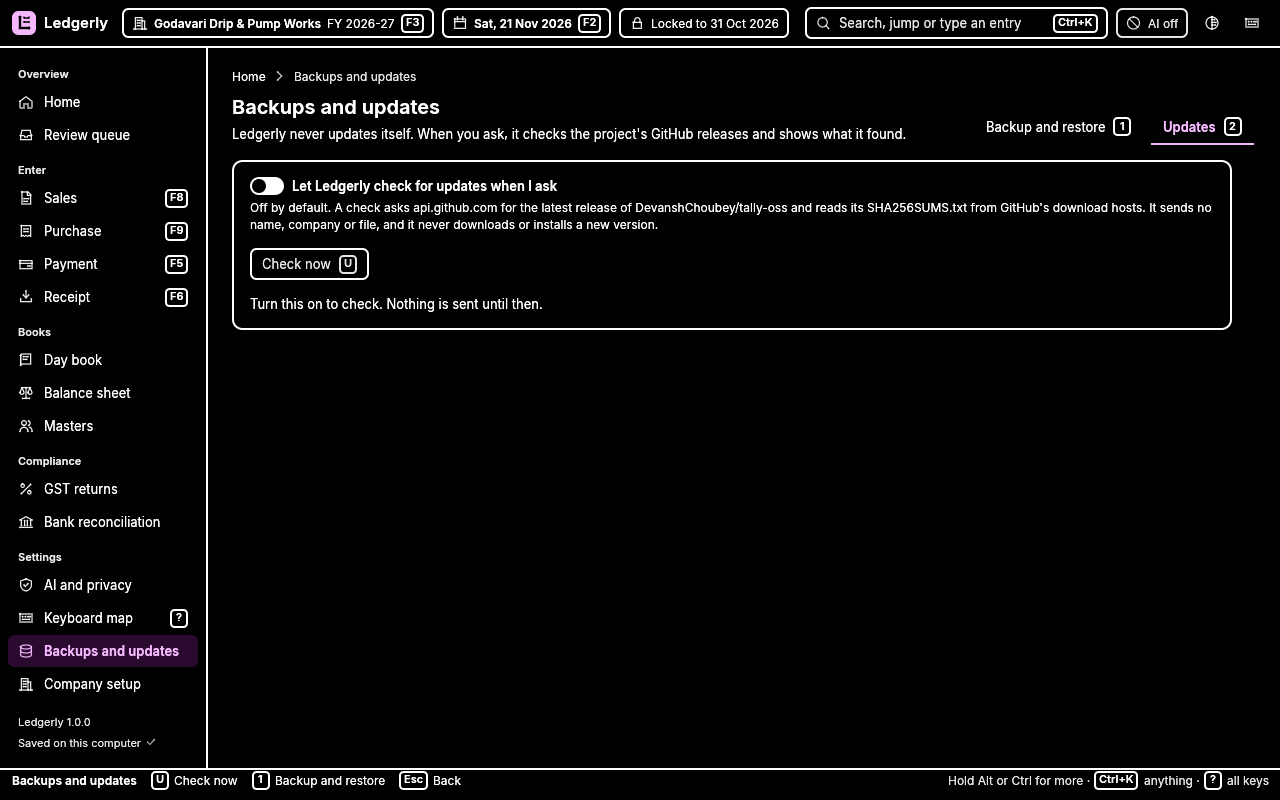 Ledgerly
Godavari Drip & Pump Works FY 2026-27 F3
Sat, 21 Nov 2026 F2
Locked to 31 Oct 2026
Search, jump or type an entry Ctrl+K
AI off
Overview
Home
Review queue
Enter
Sales F8
Purchase F9
Payment F5
Receipt F6
Books
Day book
Balance sheet
Masters
Compliance
GST returns
Bank reconciliation
Settings
AI and privacy
Keyboard map ?
Backups and updates
Company setup
Ledgerly 1.0.0
Saved on this computer
Home Backups and updates
Backups and updates
Ledgerly never updates itself. When you ask, it checks the project's GitHub releases and shows what it found.
Backup and restore 1
Updates 2
Let Ledgerly check for updates when I ask
Off by default. A check asks api.github.com for the latest release of DevanshChoubey/tally-oss and reads its SHA256SUMS.txt from GitHub's download hosts. It sends no
name, company or file, and it never downloads or installs a new version.
Check now U
Turn this on to check. Nothing is sent until then.
Backups and updates U Check now 1 Backup and restore Esc Back
Hold Alt or Ctrl for more · Ctrl+K anything · ? all keys